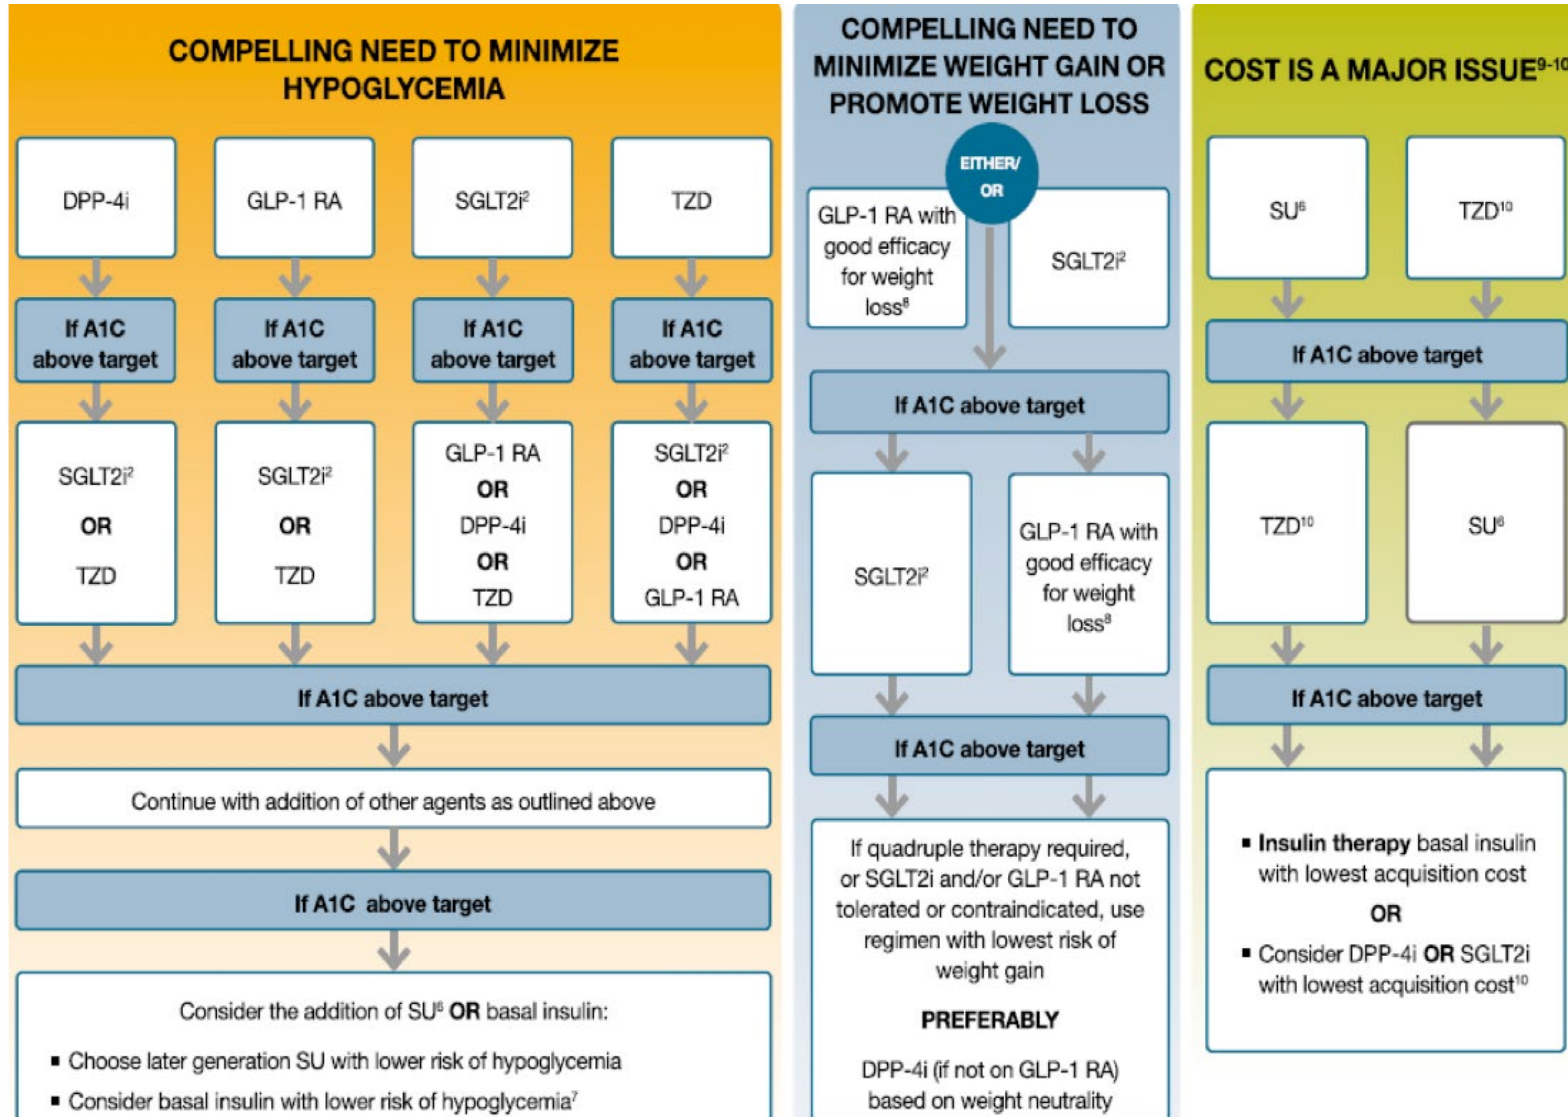 COMPELLING NEED TO MINIMIZE
HYPOGLYCEMIA
DPP-4i
GLP-1 RA
SGLT2i²
TZD
If A1C
above target
If A1C
above target
If A1C
above target
If A1C
above target
SGLT2i²
OR
TZD
SGLT2i²
OR
TZD
GLP-1 RA
OR
DPP-4i
OR
TZD
SGLT2i²
OR
DPP-4i
OR
GLP-1 RA
If A1C above target
Continue with addition of other agents as outlined above
If A1C above target
Consider the addition of SU⁶ OR basal insulin:
▪ Choose later generation SU with lower risk of hypoglycemia
▪ Consider basal insulin with lower risk of hypoglycemia⁷
COMPELLING NEED TO
MINIMIZE WEIGHT GAIN OR
PROMOTE WEIGHT LOSS
EITHER/
OR
GLP-1 RA with
good efficacy
for weight
loss⁸
SGLT2i²
If A1C above target
SGLT2i²
GLP-1 RA with
good efficacy
for weight
loss⁸
If A1C above target
If quadruple therapy required,
or SGLT2i and/or GLP-1 RA not
tolerated or contraindicated, use
regimen with lowest risk of
weight gain
PREFERABLY
DPP-4i (if not on GLP-1 RA)
based on weight neutrality
COST IS A MAJOR ISSUE⁹⁻¹⁰
SU⁶
TZD¹⁰
If A1C above target
TZD¹⁰
SU⁶
If A1C above target
▪ Insulin therapy basal insulin
with lowest acquisition cost
OR
▪ Consider DPP-4i OR SGLT2i
with lowest acquisition cost¹⁰